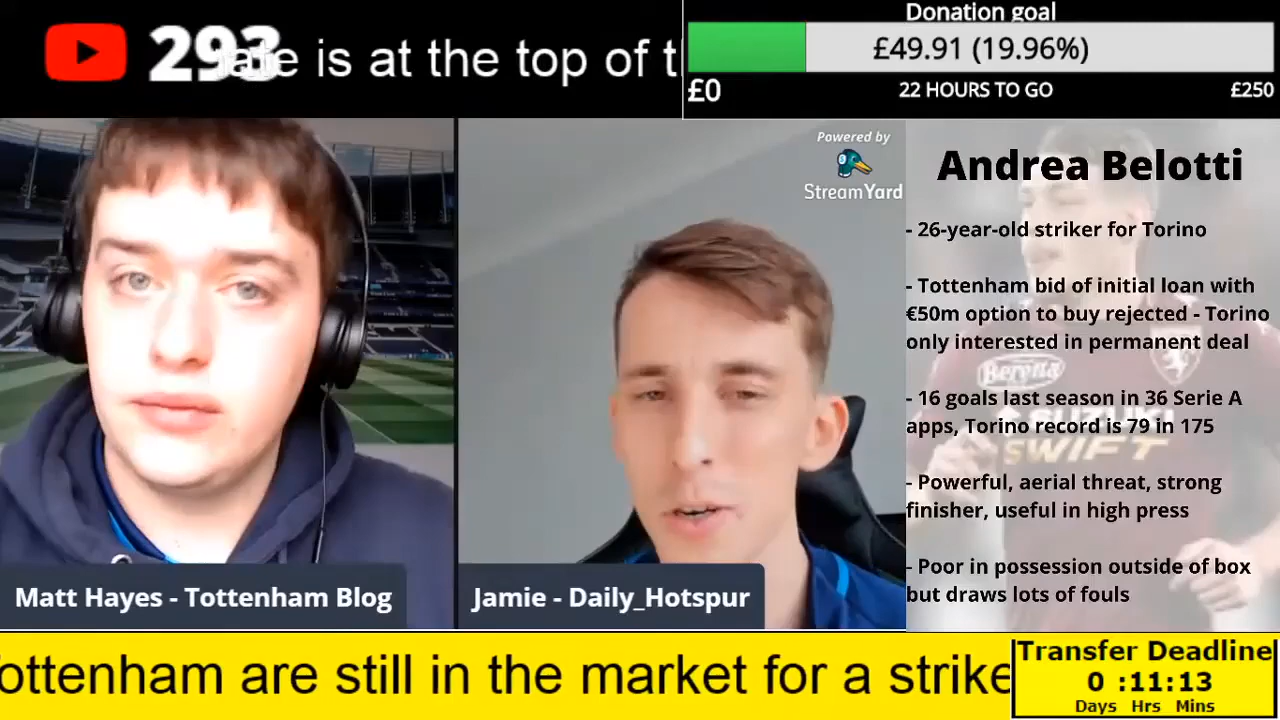 293
is at the top of
Donation goal
£49.91 (19.96%)
£0
22 HOURS TO GO
£250
Powered by
StreamYard
Andrea Belotti
- 26-year-old striker for Torino
- Tottenham bid of initial loan with
€50m option to buy rejected - Torino
only interested in permanent deal
- 16 goals last season in 36 Serie A
apps, Torino record is 79 in 175
- Powerful, aerial threat, strong
finisher, useful in high press
- Poor in possession outside of box
but draws lots of fouls
Beretta
SUZUKI
SWIFT
Matt Hayes - Tottenham Blog
Jamie - Daily_Hotspur
ottenham are still in the market for a strike
Transfer Deadline
0 :11:13
Days Hrs Mins